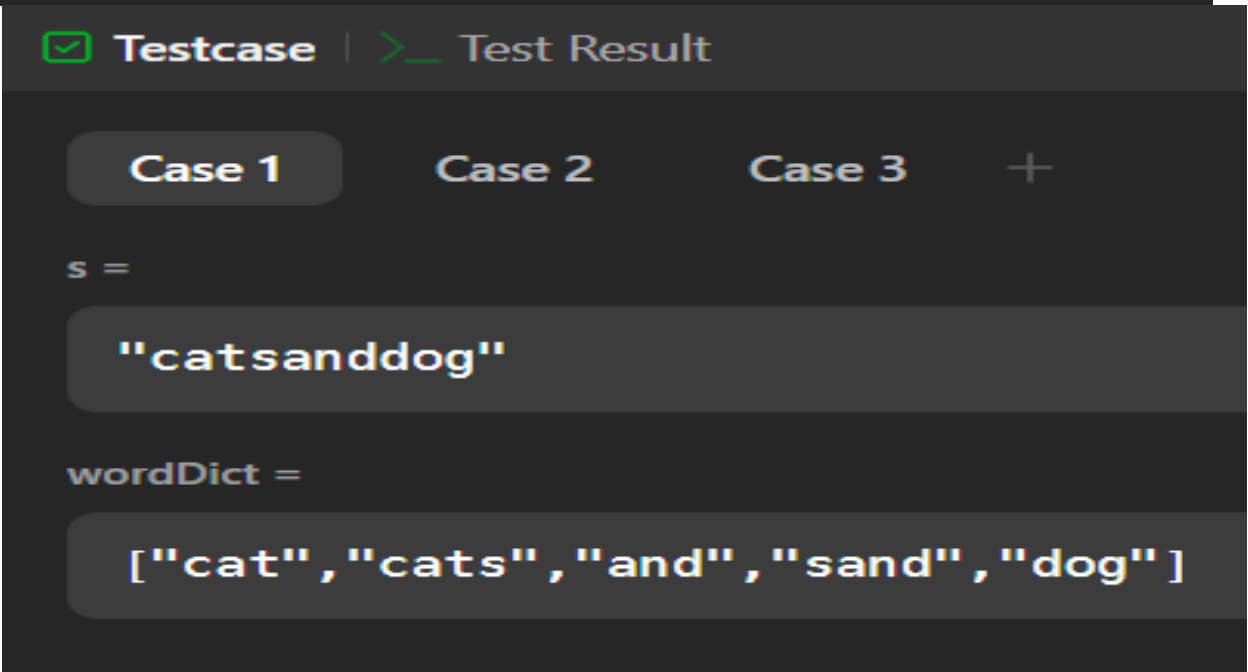 Testcase | >_ Test Result
Case 1 Case 2 Case 3 +
s =
"catsanddog"
wordDict =
["cat","cats","and","sand","dog"]